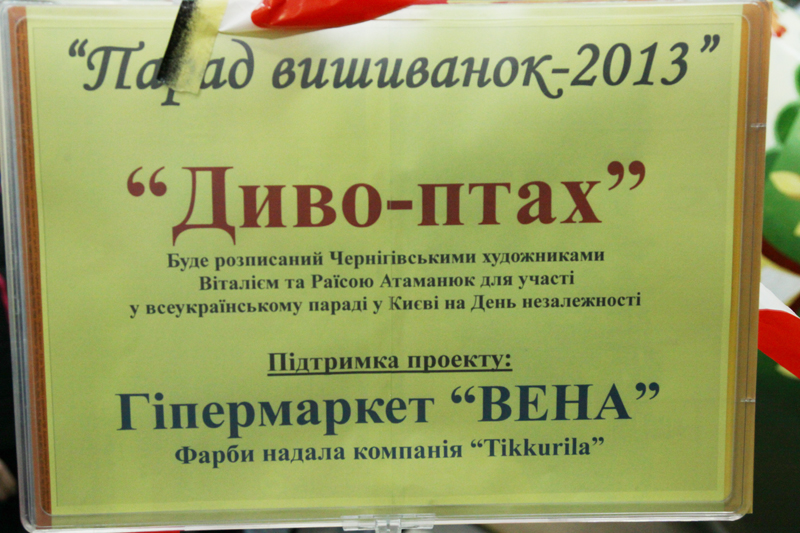 “Парад вишиванок-2013”
“Диво-птах”
Буде розписаний Чернігівськими художниками
Віталієм та Раїсою Атаманюк для участі
у всеукраїнському параді у Києві на День незалежності
Підтримка проекту:
Гіпермаркет “ВЕНА”
Фарби надала компанія “Tikkurila”